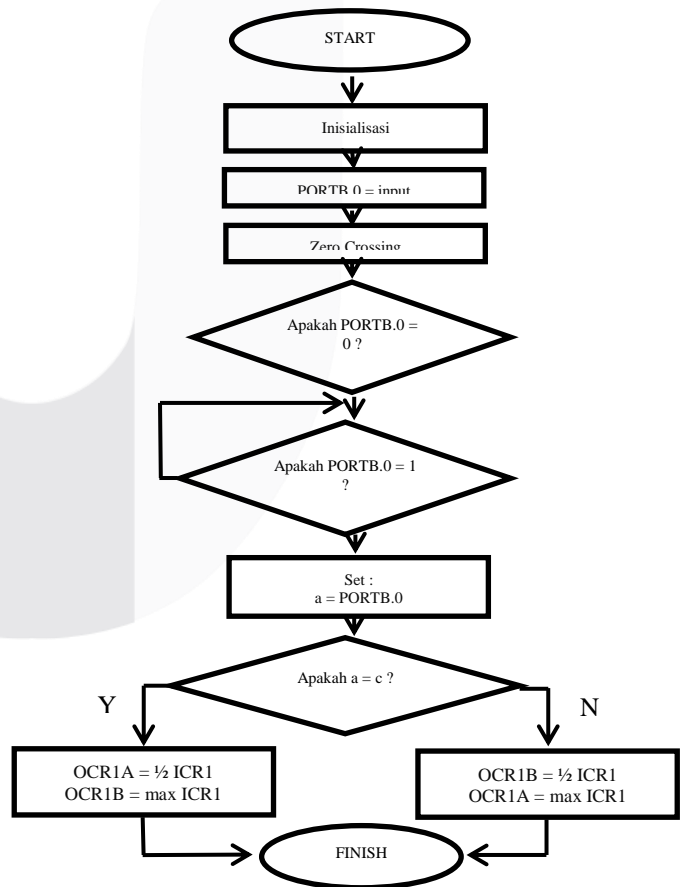 START
Inisialisasi
PORTB.0 = input
Zero Crossing
Apakah PORTB.0 =
0 ?
Apakah PORTB.0 = 1
?
Set :
a = PORTB.0
Apakah a = c ?
Y
N
OCR1A = ½ ICR1
OCR1B = max ICR1
OCR1B = ½ ICR1
OCR1A = max ICR1
FINISH